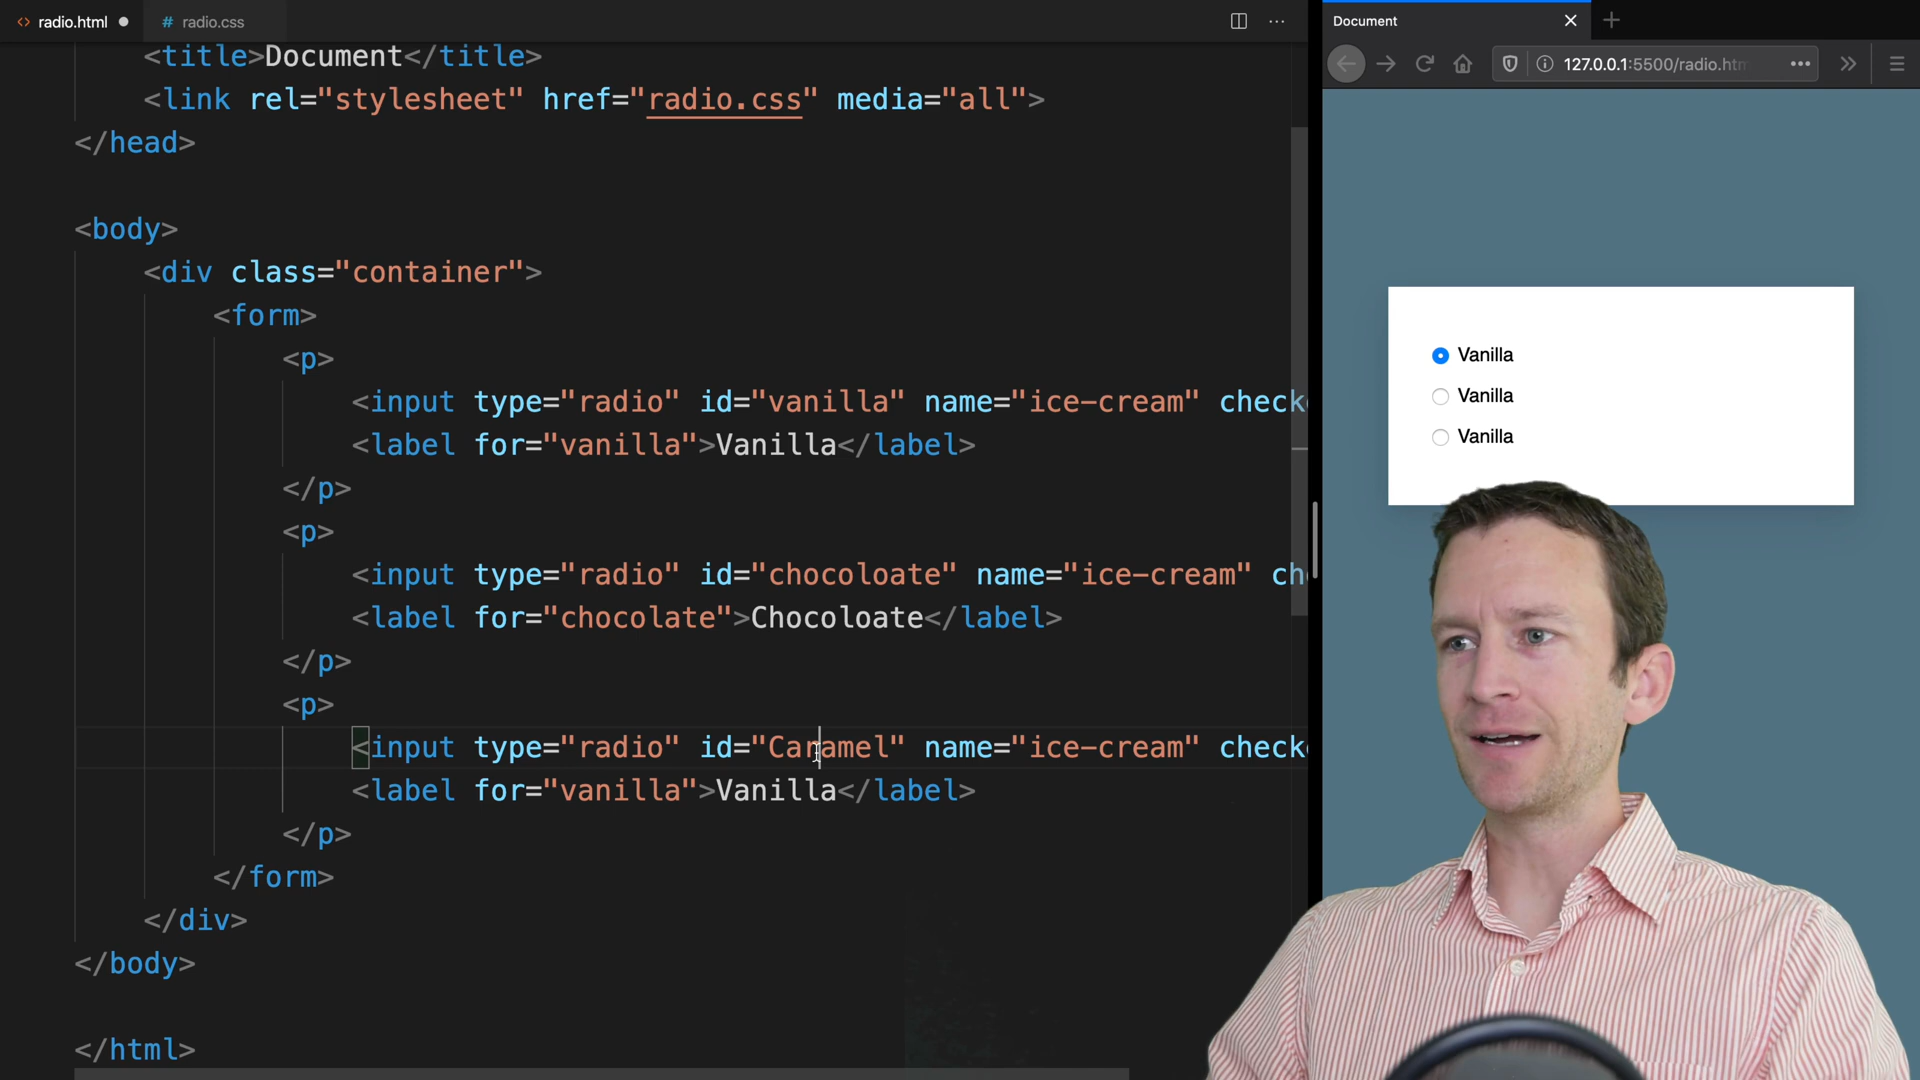 radio.html
radio.css
<title>Document</title>
<link rel="stylesheet" href="radio.css" media="all">
</head>
<body>
<div class="container">
<form>
<p>
<input type="radio" id="vanilla" name="ice-cream" check
<label for="vanilla">Vanilla</label>
</p>
<p>
<input type="radio" id="chocoloate" name="ice-cream" ch
<label for="chocolate">Chocoloate</label>
</p>
<p>
<input type="radio" id="Caramel" name="ice-cream" check
<label for="vanilla">Vanilla</label>
</p>
</form>
</div>
</body>
</html>
Document
127.0.0.1:5500/radio.htm
Vanilla
Vanilla
Vanilla